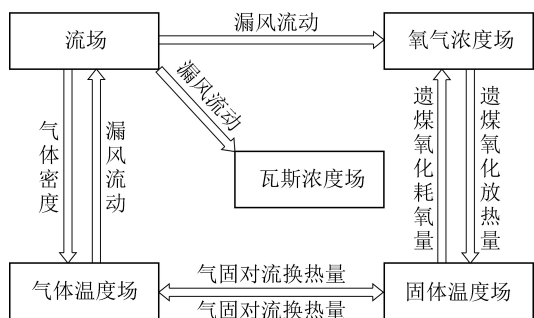 流场
漏风流动
氧气浓度场
漏风流动
瓦斯浓度场
气体密度
漏风流动
遗煤氧化耗氧量
遗煤氧化放热量
气体温度场
气固对流换热量
气固对流换热量
固体温度场